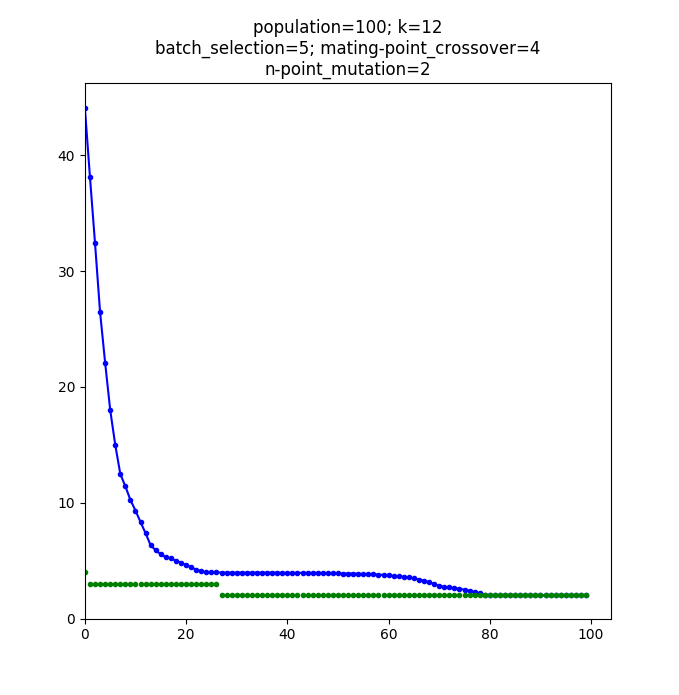 population=100; k=12
batch_selection=5; mating-point_crossover=4
n-point_mutation=2
40
30
20
10
0
0 20 40 60 80 100